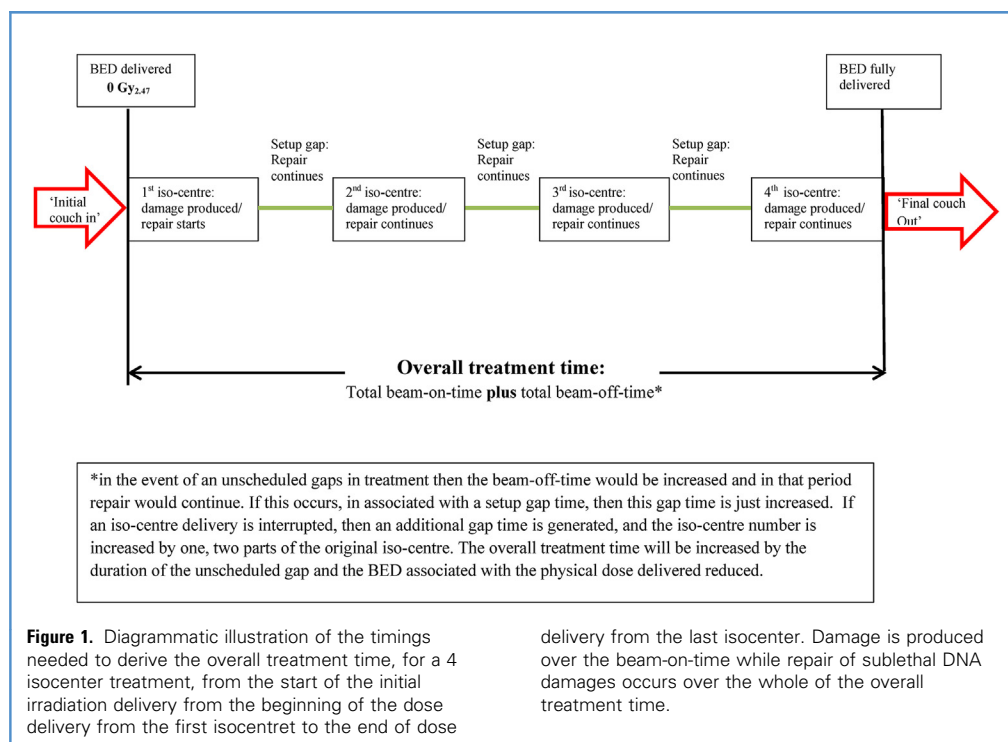 BED delivered
0 Gy2.47
BED fully
delivered
Setup gap:
Repair
continues
Setup gap:
Repair
continues
Setup gap:
Repair
continues
'Initial
couch in'
1st iso-centre:
damage produced/
repair starts
2nd iso-centre:
damage produced/
repair continues
3rd iso-centre:
damage produced/
repair continues
4th iso-centre:
damage produced/
repair continues
'Final couch
Out'
Overall treatment time:
Total beam-on-time plus total beam-off-time*
*in the event of an unscheduled gaps in treatment then the beam-off-time would be increased and in that period
repair would continue. If this occurs, in associated with a setup gap time, then this gap time is just increased. If
an iso-centre delivery is interrupted, then an additional gap time is generated, and the iso-centre number is
increased by one, two parts of the original iso-centre. The overall treatment time will be increased by the
duration of the unscheduled gap and the BED associated with the physical dose delivered reduced.
Figure 1. Diagrammatic illustration of the timings
needed to derive the overall treatment time, for a 4
isocenter treatment, from the start of the initial
irradiation delivery from the beginning of the dose
delivery from the first isocentret to the end of dose
delivery from the last isocenter. Damage is produced
over the beam-on-time while repair of sublethal DNA
damages occurs over the whole of the overall
treatment time.